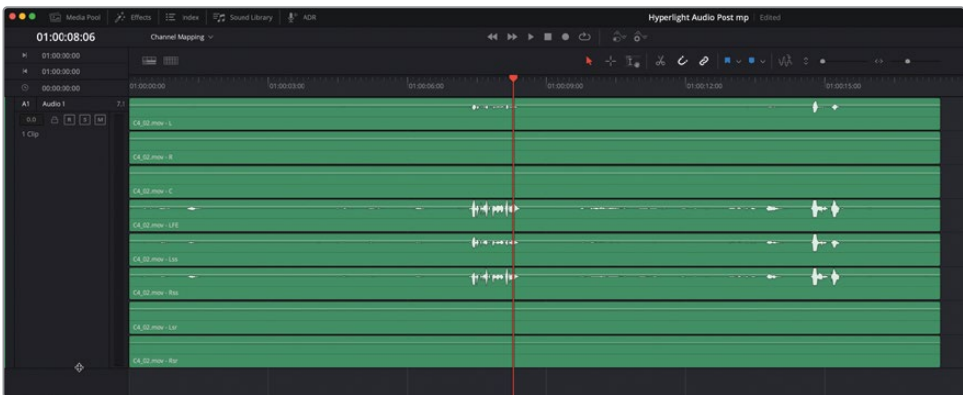 Media Pool Effects Index Sound Library ADR Hyperlight Audio Post mp Edited
01:00:08:06 Channel Mapping
01:00:00:00
01:00:00:00
00:00:00:00
01:00:00:00 01:00:03:00 01:00:06:00 01:00:09:00 01:00:12:00 01:00:15:00
A1 Audio 1 7.1
0.0 R S M
1 Clip
C4_02.mov - L
C4_02.mov - R
C4_02.mov - C
C4_02.mov - LFE
C4_02.mov - Lss
C4_02.mov - Rss
C4_02.mov - Lsr
C4_02.mov - Rsr